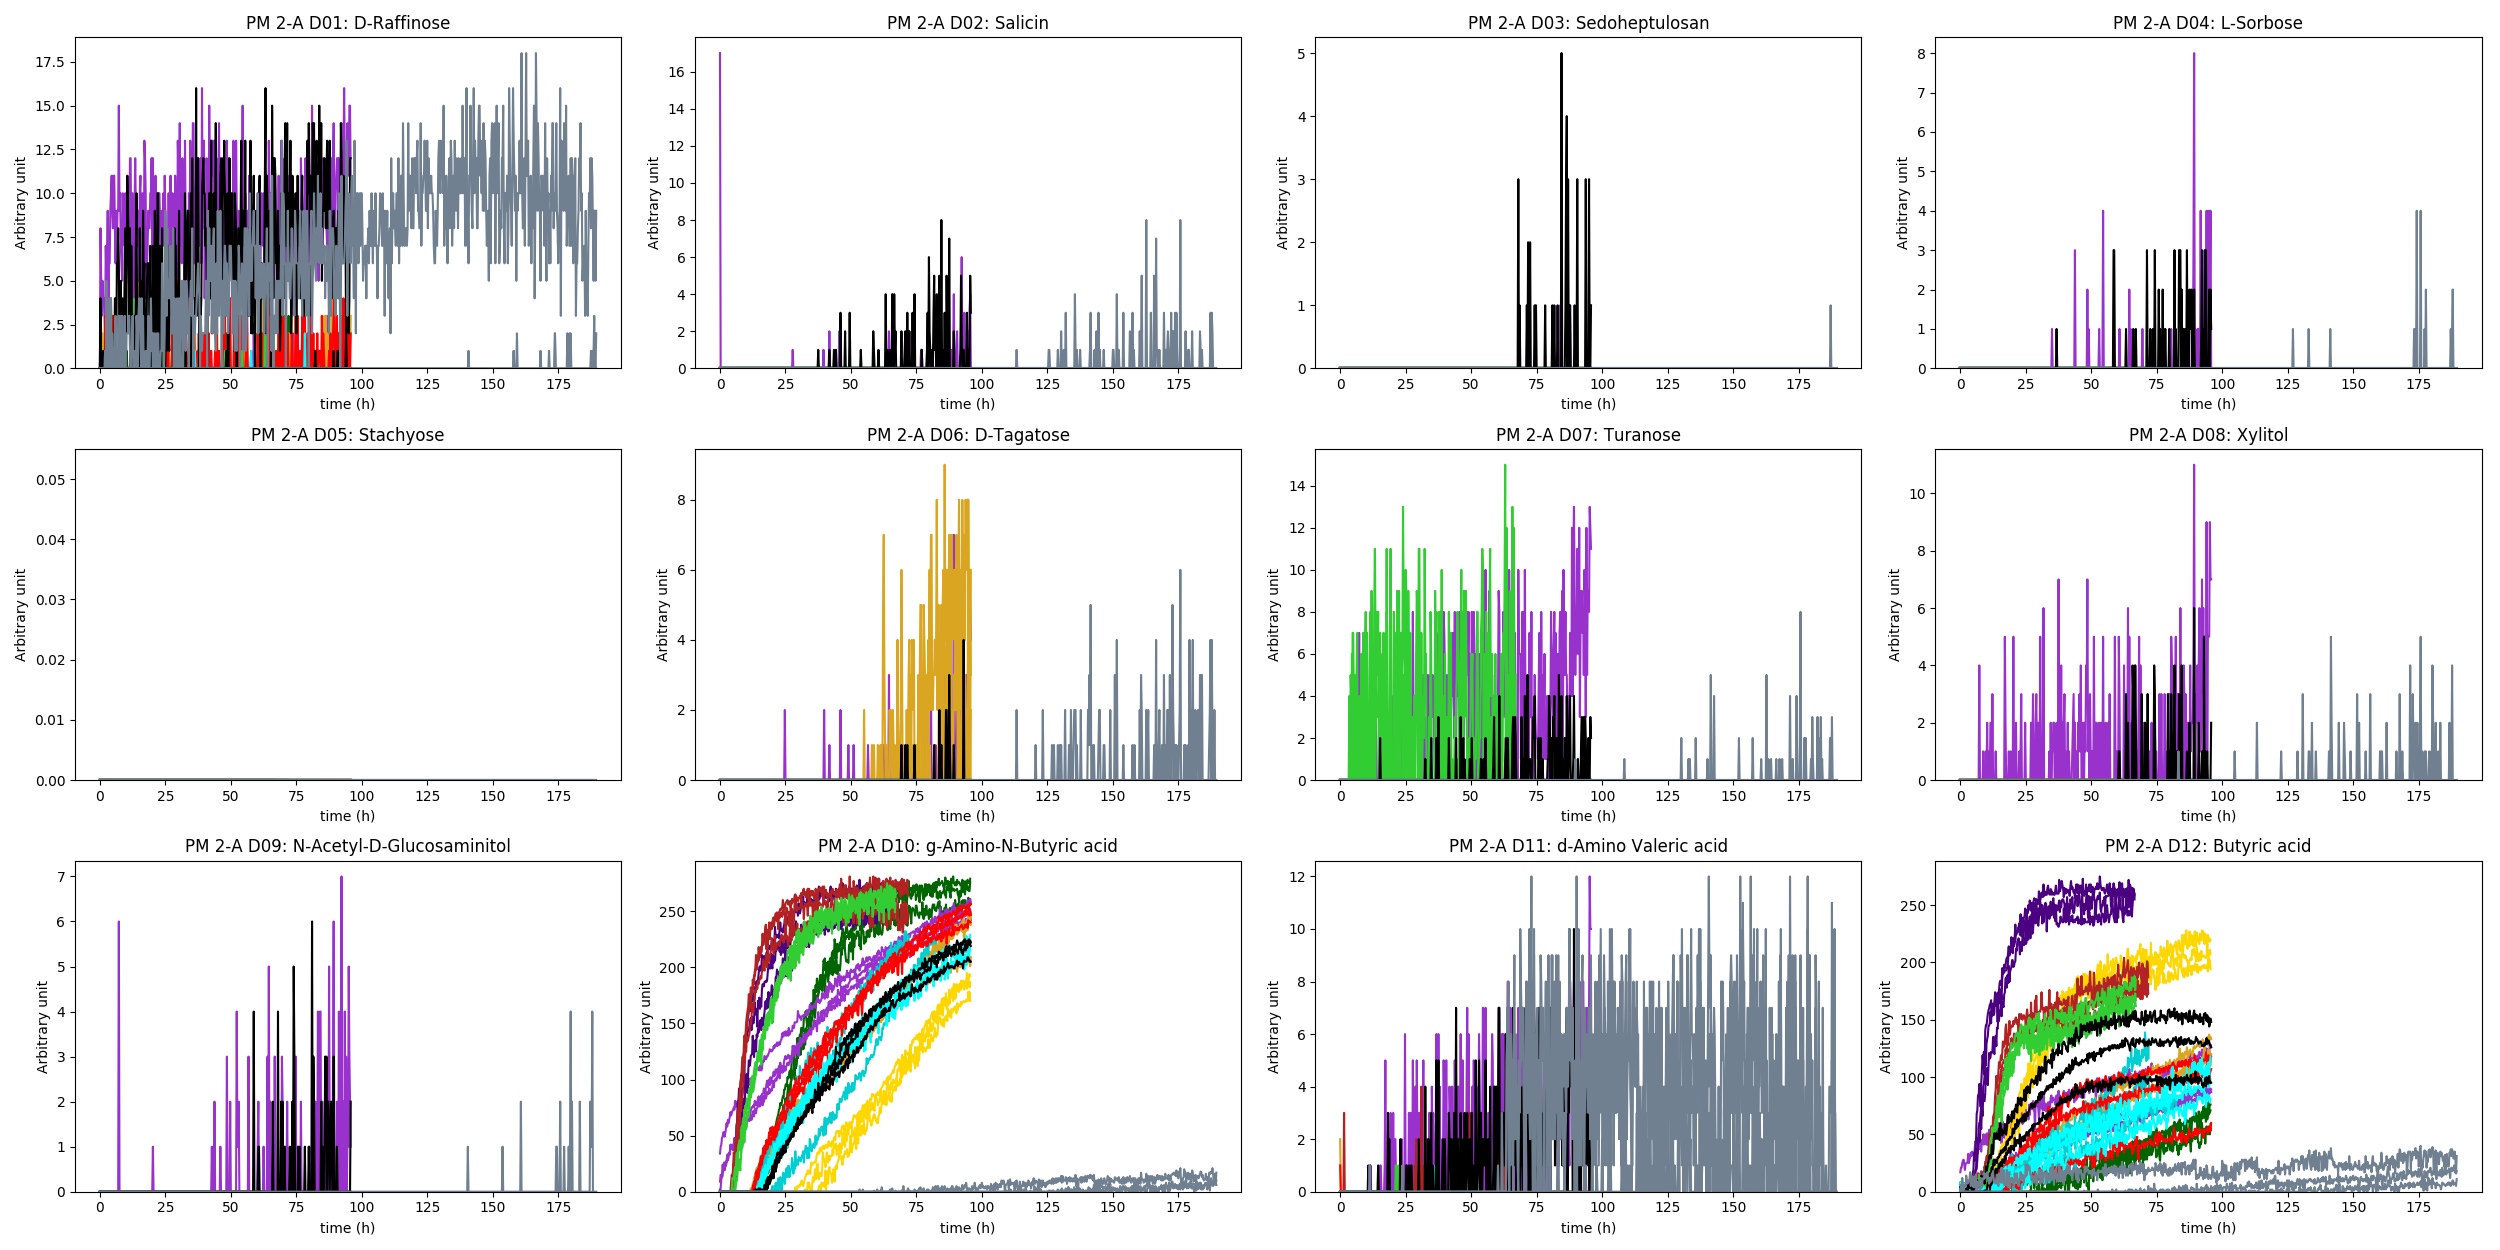 PM 2-A D01: D-Raffinose
Arbitrary unit
17.5
15.0
12.5
10.0
7.5
5.0
2.5
0.0
0 25 50 75 100 125 150 175
time (h)
PM 2-A D02: Salicin
Arbitrary unit
16
14
12
10
8
6
4
2
0
0 25 50 75 100 125 150 175
time (h)
PM 2-A D03: Sedoheptulosan
Arbitrary unit
5
4
3
2
1
0
0 25 50 75 100 125 150 175
time (h)
PM 2-A D04: L-Sorbose
Arbitrary unit
8
7
6
5
4
3
2
1
0
0 25 50 75 100 125 150 175
time (h)
PM 2-A D05: Stachyose
Arbitrary unit
0.05
0.04
0.03
0.02
0.01
0.00
0 25 50 75 100 125 150 175
time (h)
PM 2-A D06: D-Tagatose
Arbitrary unit
8
6
4
2
0
0 25 50 75 100 125 150 175
time (h)
PM 2-A D07: Turanose
Arbitrary unit
14
12
10
8
6
4
2
0
0 25 50 75 100 125 150 175
time (h)
PM 2-A D08: Xylitol
Arbitrary unit
10
8
6
4
2
0
0 25 50 75 100 125 150 175
time (h)
PM 2-A D09: N-Acetyl-D-Glucosaminitol
Arbitrary unit
7
6
5
4
3
2
1
0
0 25 50 75 100 125 150 175
time (h)
PM 2-A D10: g-Amino-N-Butyric acid
Arbitrary unit
250
200
150
100
50
0
0 25 50 75 100 125 150 175
time (h)
PM 2-A D11: d-Amino Valeric acid
Arbitrary unit
12
10
8
6
4
2
0
0 25 50 75 100 125 150 175
time (h)
PM 2-A D12: Butyric acid
Arbitrary unit
250
200
150
100
50
0
0 25 50 75 100 125 150 175
time (h)